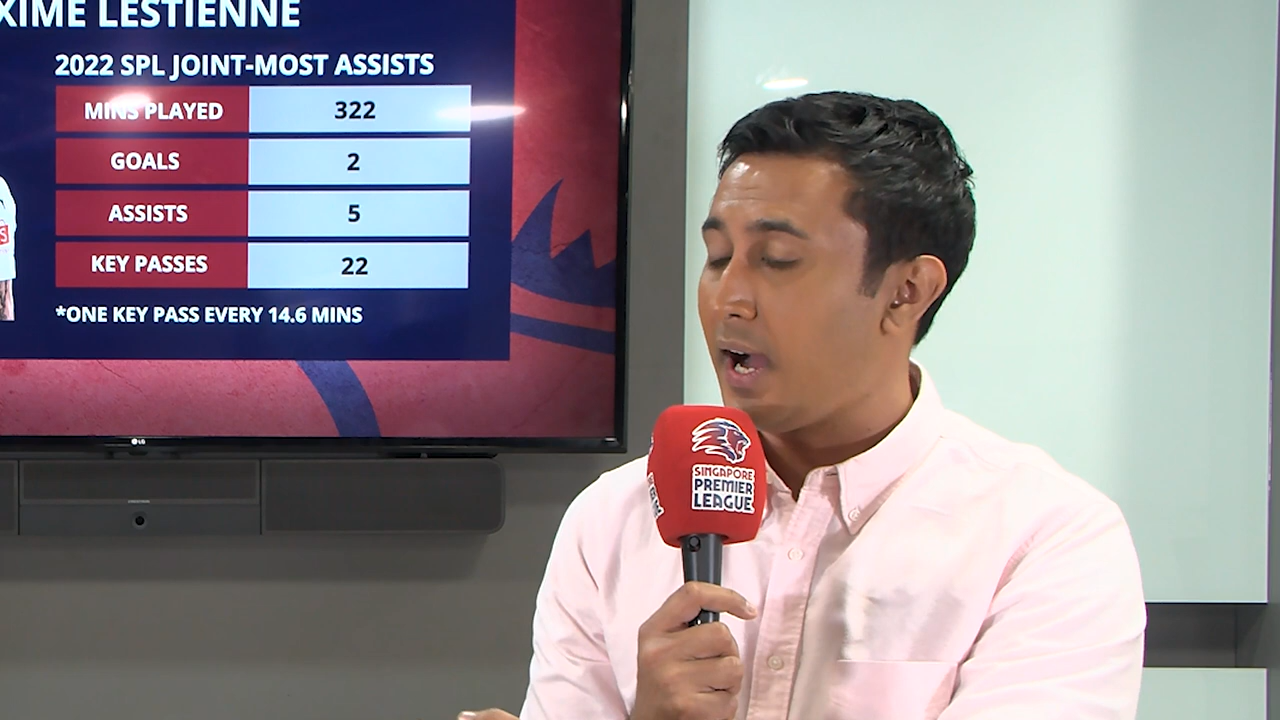 XIME LESTIENNE
2022 SPL JOINT-MOST ASSISTS
MINS PLAYED 322
GOALS 2
ASSISTS 5
KEY PASSES 22
*ONE KEY PASS EVERY 14.6 MINS
LG
SINGAPORE
PREMIER
LEAGUE